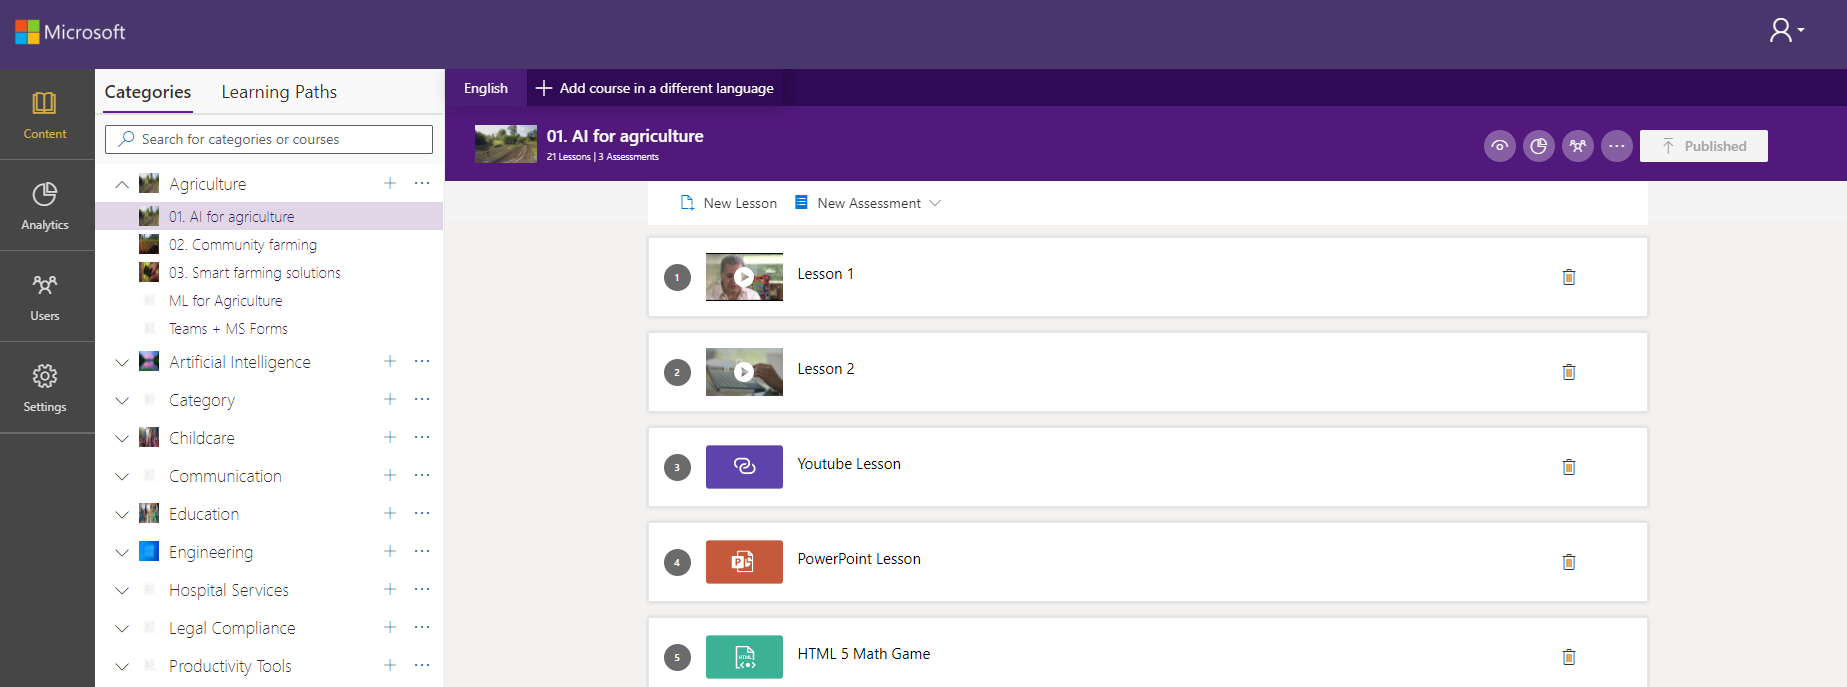 Microsoft
Content
Analytics
Users
Settings
Categories
Learning Paths
Search for categories or courses
Agriculture
01. AI for agriculture
02. Community farming
03. Smart farming solutions
ML for Agriculture
Teams + MS Forms
Artificial Intelligence
Category
Childcare
Communication
Education
Engineering
Hospital Services
Legal Compliance
Productivity Tools
English
Add course in a different language
01. AI for agriculture
21 Lessons | 3 Assessments
Published
New Lesson
New Assessment
1
Lesson 1
2
Lesson 2
3
Youtube Lesson
4
P
PowerPoint Lesson
5
HTML
HTML 5 Math Game